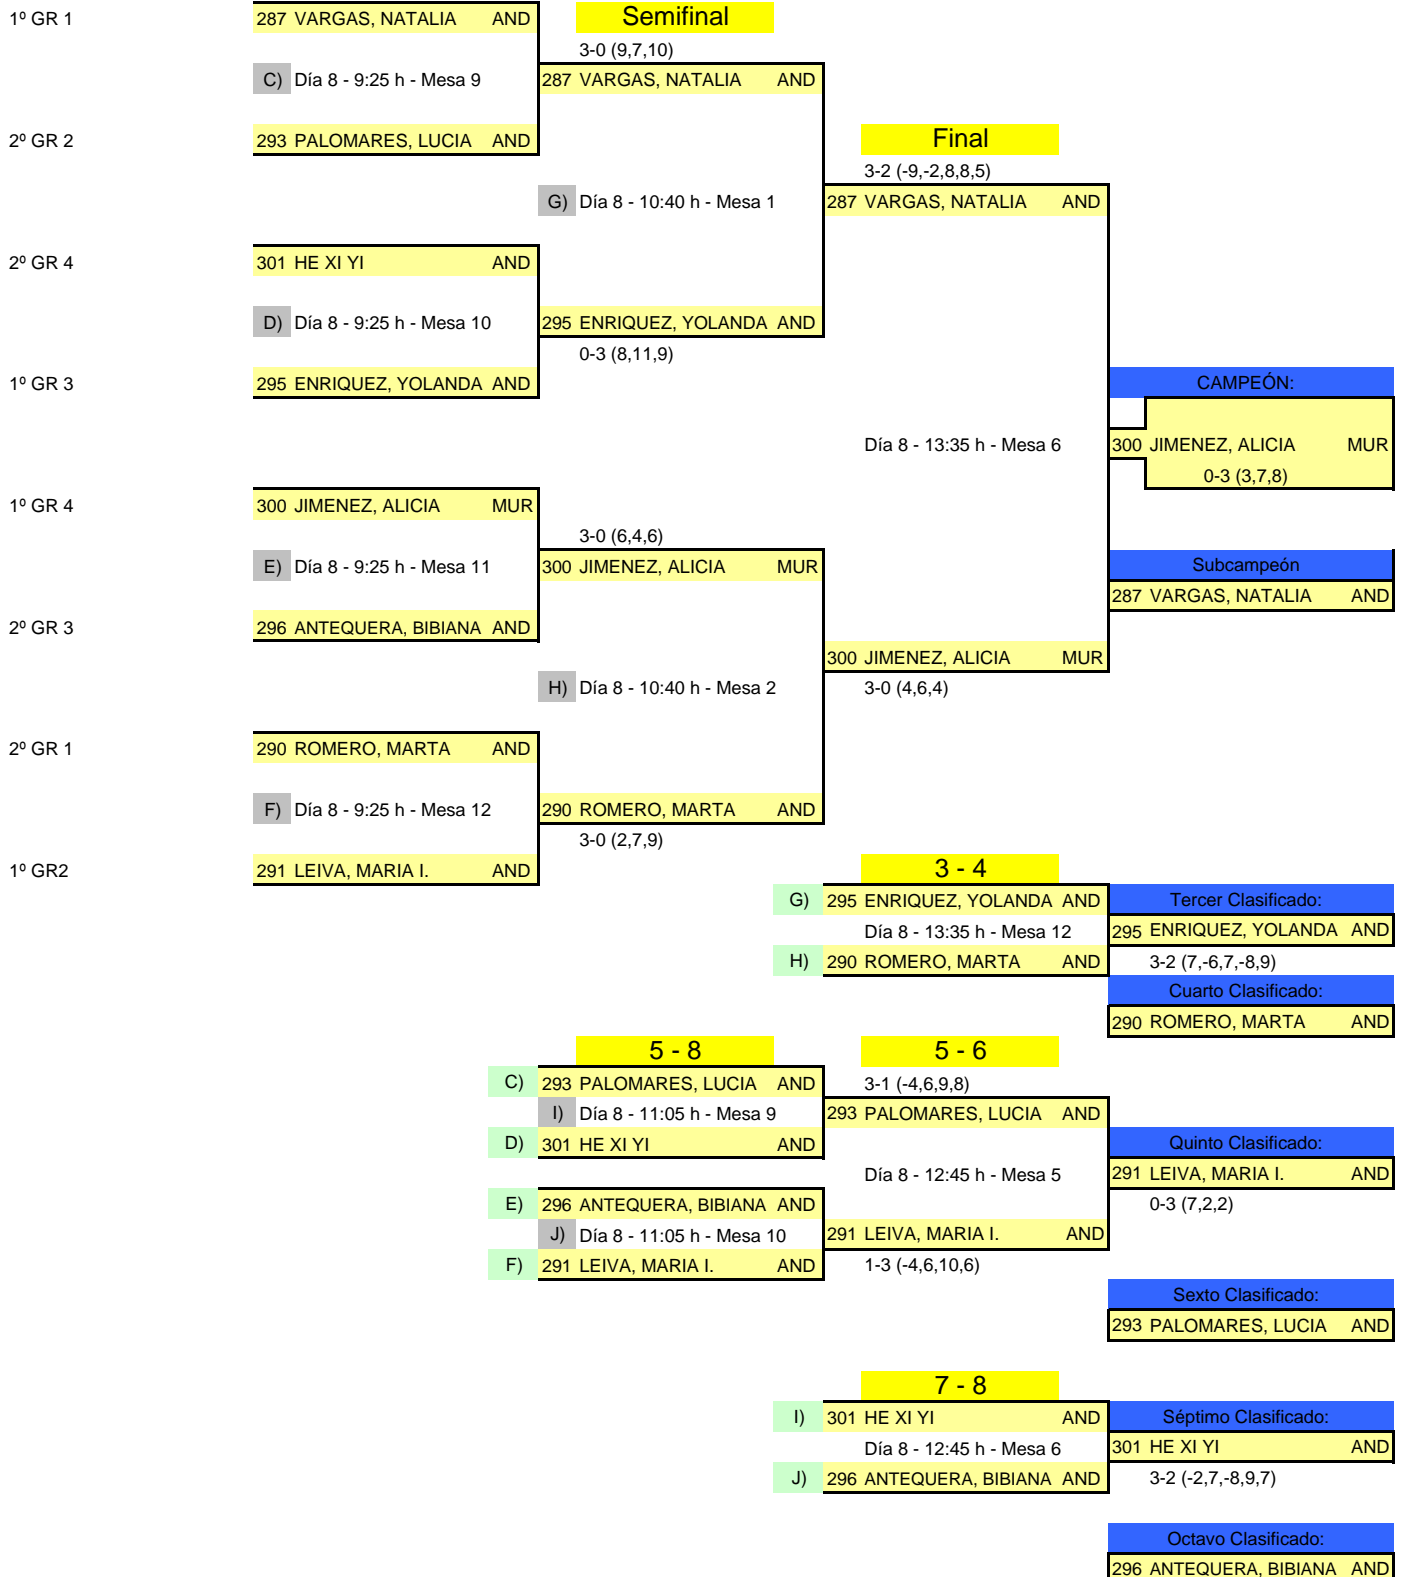 1º GR 1 287 VARGAS, NATALIA AND Semifinal
3-0 (9,7,10)
C) Día 8 - 9:25 h - Mesa 9 287 VARGAS, NATALIA AND
2º GR 2 293 PALOMARES, LUCIA AND Final
3-2 (-9,-2,8,8,5)
G) Día 8 - 10:40 h - Mesa 1 287 VARGAS, NATALIA AND
2º GR 4 301 HE XI YI AND
D) Día 8 - 9:25 h - Mesa 10 295 ENRIQUEZ, YOLANDA AND
0-3 (8,11,9)
1º GR 3 295 ENRIQUEZ, YOLANDA AND CAMPEÓN:
Día 8 - 13:35 h - Mesa 6 300 JIMENEZ, ALICIA MUR
0-3 (3,7,8)
1º GR 4 300 JIMENEZ, ALICIA MUR
3-0 (6,4,6)
E) Día 8 - 9:25 h - Mesa 11 300 JIMENEZ, ALICIA MUR Subcampeón
287 VARGAS, NATALIA AND
2º GR 3 296 ANTEQUERA, BIBIANA AND
300 JIMENEZ, ALICIA MUR
H) Día 8 - 10:40 h - Mesa 2 3-0 (4,6,4)
2º GR 1 290 ROMERO, MARTA AND
F) Día 8 - 9:25 h - Mesa 12 290 ROMERO, MARTA AND
3-0 (2,7,9)
1º GR2 291 LEIVA, MARIA I. AND 3 - 4
G) 295 ENRIQUEZ, YOLANDA AND Tercer Clasificado:
Día 8 - 13:35 h - Mesa 12 295 ENRIQUEZ, YOLANDA AND
H) 290 ROMERO, MARTA AND 3-2 (7,-6,7,-8,9)
Cuarto Clasificado:
290 ROMERO, MARTA AND
5 - 8 5 - 6
C) 293 PALOMARES, LUCIA AND 3-1 (-4,6,9,8)
I) Día 8 - 11:05 h - Mesa 9 293 PALOMARES, LUCIA AND
D) 301 HE XI YI AND Quinto Clasificado:
Día 8 - 12:45 h - Mesa 5 291 LEIVA, MARIA I. AND
E) 296 ANTEQUERA, BIBIANA AND 0-3 (7,2,2)
J) Día 8 - 11:05 h - Mesa 10 291 LEIVA, MARIA I. AND
F) 291 LEIVA, MARIA I. AND 1-3 (-4,6,10,6)
Sexto Clasificado:
293 PALOMARES, LUCIA AND
7 - 8
I) 301 HE XI YI AND Séptimo Clasificado:
Día 8 - 12:45 h - Mesa 6 301 HE XI YI AND
J) 296 ANTEQUERA, BIBIANA AND 3-2 (-2,7,-8,9,7)
Octavo Clasificado:
296 ANTEQUERA, BIBIANA AND